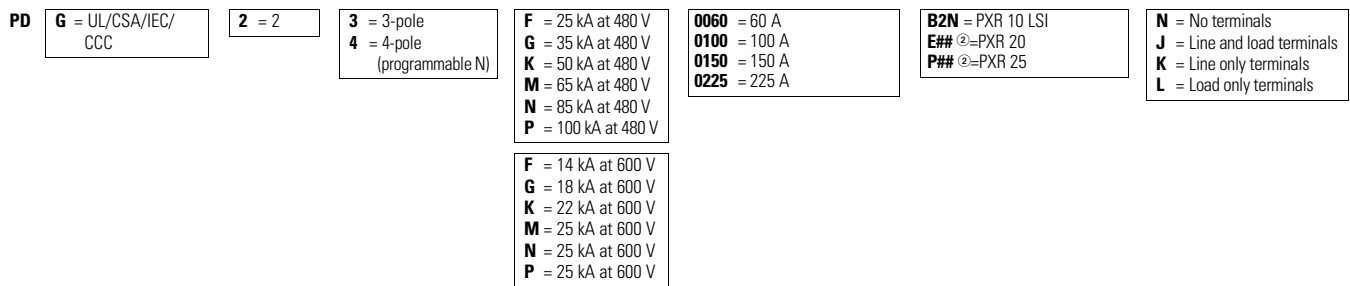 PD
G = UL/CSA/IEC/
CCC
2 = 2
3 = 3-pole
4 = 4-pole
(programmable N)
F = 25 kA at 480 V
G = 35 kA at 480 V
K = 50 kA at 480 V
M = 65 kA at 480 V
N = 85 kA at 480 V
P = 100 kA at 480 V
F = 14 kA at 600 V
G = 18 kA at 600 V
K = 22 kA at 600 V
M = 25 kA at 600 V
N = 25 kA at 600 V
P = 25 kA at 600 V
0060 = 60 A
0100 = 100 A
0150 = 150 A
0225 = 225 A
B2N = PXR 10 LSI
E## ②=PXR 20
P## ②=PXR 25
N = No terminals
J = Line and load terminals
K = Line only terminals
L = Load only terminals